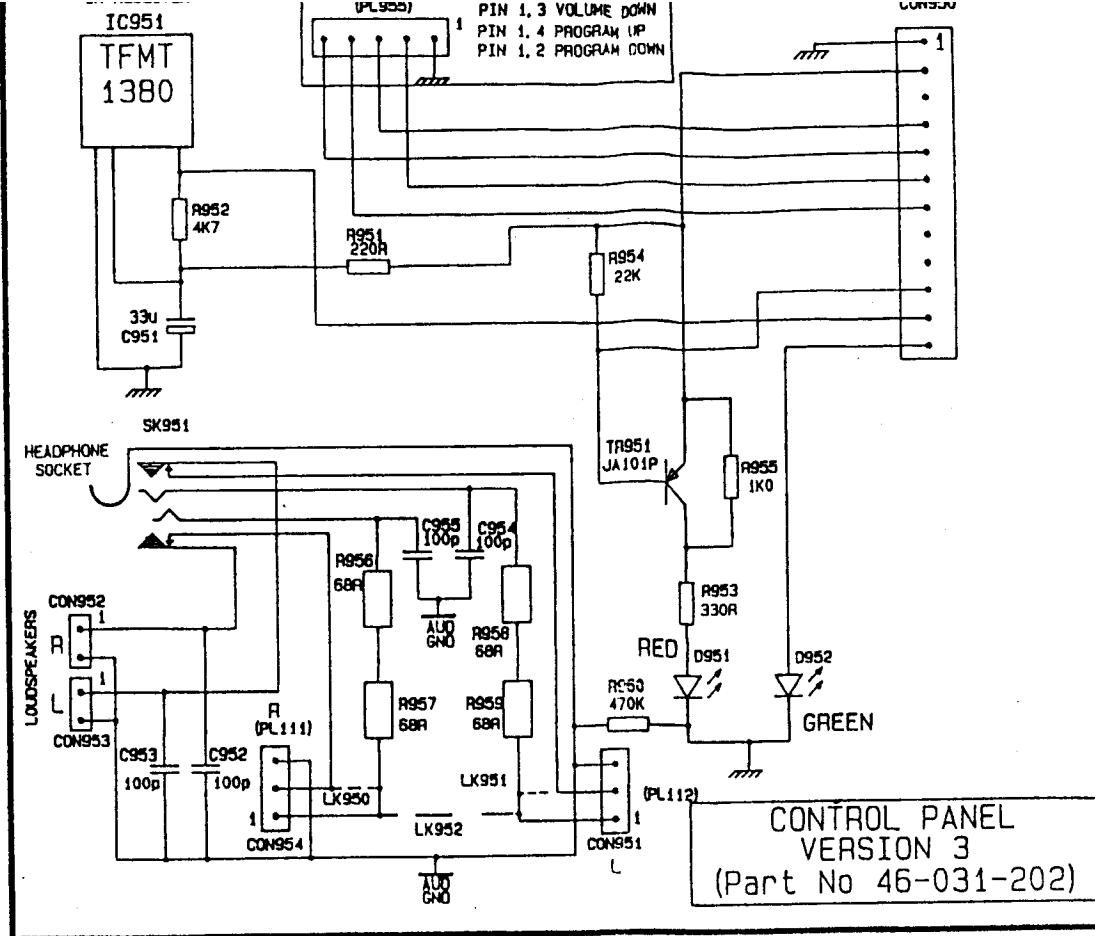 IC951
TFMT
1380
(PL955)
1
PIN 1,3 VOLUME DOWN
PIN 1,4 PROGRAM UP
PIN 1,2 PROGRAM DOWN
CON950
1
R952
4K7
R951
220R
R954
22K
33u
C951
SK951
HEADPHONE
SOCKET
TR951
JA101P
R955
1K0
C955
100p
C954
100p
R956
68R
R953
330R
CON952
1
AUD
GND
R958
68R
LOUDSPEAKERS
R
RED
D951
D952
1
L
R957
68R
R959
68R
R960
470K
GREEN
CON953
R
(PL111)
C953
100p
C952
100p
LK951
LK950
(PL112)
1
LK952
1
CON954
CON951
L
AUD
GND
CONTROL PANEL
VERSION 3
(Part No 46-031-202)